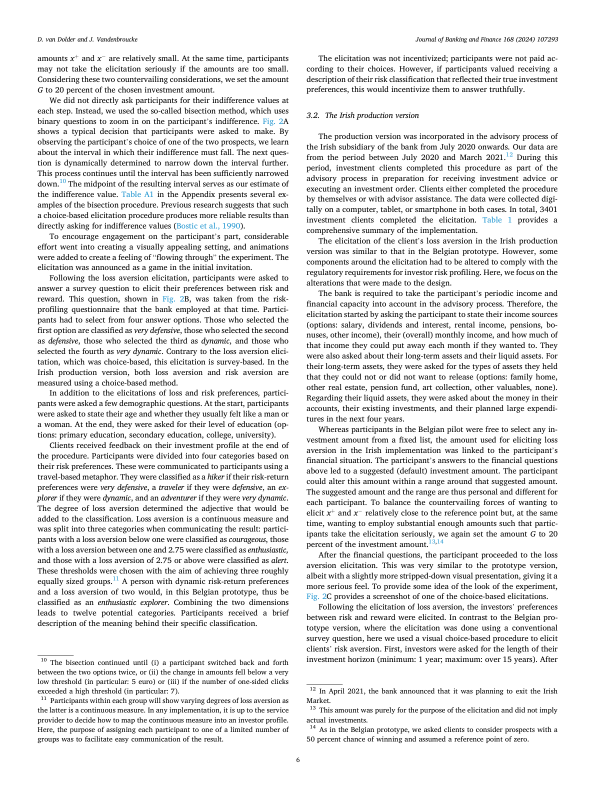 D. van Dolder and J. Vandenbroucke
Journal of Banking and Finance 168 (2024) 107293
amounts x⁺ and x⁻ are relatively small. At the same time, participants
may not take the elicitation seriously if the amounts are too small.
Considering these two countervailing considerations, we set the amount
G to 20 percent of the chosen investment amount.
We did not directly ask participants for their indifference values at
each step. Instead, we used the so-called bisection method, which uses
binary questions to zoom in on the participant's indifference. Fig. 2A
shows a typical decision that participants were asked to make. By
observing the participant's choice of one of the two prospects, we learn
about the interval in which their indifference must fall. The next ques-
tion is dynamically determined to narrow down the interval further.
This process continues until the interval has been sufficiently narrowed
down.¹⁰ The midpoint of the resulting interval serves as our estimate of
the indifference value. Table A1 in the Appendix presents several ex-
amples of the bisection procedure. Previous research suggests that such
a choice-based elicitation procedure produces more reliable results than
directly asking for indifference values (Bostic et al., 1990).
To encourage engagement on the participant's part, considerable
effort went into creating a visually appealing setting, and animations
were added to create a feeling of "flowing through" the experiment. The
elicitation was announced as a game in the initial invitation.
Following the loss aversion elicitation, participants were asked to
answer a survey question to elicit their preferences between risk and
reward. This question, shown in Fig. 2B, was taken from the risk-
profiling questionnaire that the bank employed at that time. Partici-
pants had to select from four answer options. Those who selected the
first option are classified as very defensive, those who selected the second
as defensive, those who selected the third as dynamic, and those who
selected the fourth as very dynamic. Contrary to the loss aversion elici-
tation, which was choice-based, this elicitation is survey-based. In the
Irish production version, both loss aversion and risk aversion are
measured using a choice-based method.
In addition to the elicitations of loss and risk preferences, partici-
pants were asked a few demographic questions. At the start, participants
were asked to state their age and whether they usually felt like a man or
a woman. At the end, they were asked for their level of education (op-
tions: primary education, secondary education, college, university).
Clients received feedback on their investment profile at the end of
the procedure. Participants were divided into four categories based on
their risk preferences. These were communicated to participants using a
travel-based metaphor. They were classified as a hiker if their risk-return
preferences were very defensive, a traveler if they were defensive, an ex-
plorer if they were dynamic, and an adventurer if they were very dynamic.
The degree of loss aversion determined the adjective that would be
added to the classification. Loss aversion is a continuous measure and
was split into three categories when communicating the result: partici-
pants with a loss aversion below one were classified as courageous, those
with a loss aversion between one and 2.75 were classified as enthusiastic,
and those with a loss aversion of 2.75 or above were classified as alert.
These thresholds were chosen with the aim of achieving three roughly
equally sized groups.¹¹ A person with dynamic risk-return preferences
and a loss aversion of two would, in this Belgian prototype, thus be
classified as an enthusiastic explorer. Combining the two dimensions
leads to twelve potential categories. Participants received a brief
description of the meaning behind their specific classification.
¹⁰ The bisection continued until (i) a participant switched back and forth
between the two options twice, or (ii) the change in amounts fell below a very
low threshold (in particular: 5 euro) or (iii) if the number of one-sided clicks
exceeded a high threshold (in particular: 7).
¹¹ Participants within each group will show varying degrees of loss aversion as
the latter is a continuous measure. In any implementation, it is up to the service
provider to decide how to map the continuous measure into an investor profile.
Here, the purpose of assigning each participant to one of a limited number of
groups was to facilitate easy communication of the result.
The elicitation was not incentivized; participants were not paid ac-
cording to their choices. However, if participants valued receiving a
description of their risk classification that reflected their true investment
preferences, this would incentivize them to answer truthfully.
3.2. The Irish production version
The production version was incorporated in the advisory process of
the Irish subsidiary of the bank from July 2020 onwards. Our data are
from the period between July 2020 and March 2021.¹² During this
period, investment clients completed this procedure as part of the
advisory process in preparation for receiving investment advice or
executing an investment order. Clients either completed the procedure
by themselves or with advisor assistance. The data were collected digi-
tally on a computer, tablet, or smartphone in both cases. In total, 3401
investment clients completed the elicitation. Table 1 provides a
comprehensive summary of the implementation.
The elicitation of the client's loss aversion in the Irish production
version was similar to that in the Belgian prototype. However, some
components around the elicitation had to be altered to comply with the
regulatory requirements for investor risk profiling. Here, we focus on the
alterations that were made to the design.
The bank is required to take the participant's periodic income and
financial capacity into account in the advisory process. Therefore, the
elicitation started by asking the participant to state their income sources
(options: salary, dividends and interest, rental income, pensions, bo-
nuses, other income), their (overall) monthly income, and how much of
that income they could put away each month if they wanted to. They
were also asked about their long-term assets and their liquid assets. For
their long-term assets, they were asked for the types of assets they held
that they could not or did not want to release (options: family home,
other real estate, pension fund, art collection, other valuables, none).
Regarding their liquid assets, they were asked about the money in their
accounts, their existing investments, and their planned large expendi-
tures in the next four years.
Whereas participants in the Belgian pilot were free to select any in-
vestment amount from a fixed list, the amount used for eliciting loss
aversion in the Irish implementation was linked to the participant's
financial situation. The participant's answers to the financial questions
above led to a suggested (default) investment amount. The participant
could alter this amount within a range around that suggested amount.
The suggested amount and the range are thus personal and different for
each participant. To balance the countervailing forces of wanting to
elicit x⁺ and x⁻ relatively close to the reference point but, at the same
time, wanting to employ substantial enough amounts such that partic-
ipants take the elicitation seriously, we again set the amount G to 20
percent of the investment amount.¹³,¹⁴
After the financial questions, the participant proceeded to the loss
aversion elicitation. This was very similar to the prototype version,
albeit with a slightly more stripped-down visual presentation, giving it a
more serious feel. To provide some idea of the look of the experiment,
Fig. 2C provides a screenshot of one of the choice-based elicitations.
Following the elicitation of loss aversion, the investors' preferences
between risk and reward were elicited. In contrast to the Belgian pro-
totype version, where the elicitation was done using a conventional
survey question, here we used a visual choice-based procedure to elicit
clients' risk aversion. First, investors were asked for the length of their
investment horizon (minimum: 1 year; maximum: over 15 years). After
¹² In April 2021, the bank announced that it was planning to exit the Irish
Market.
¹³ This amount was purely for the purpose of the elicitation and did not imply
actual investments.
¹⁴ As in the Belgian prototype, we asked clients to consider prospects with a
50 percent chance of winning and assumed a reference point of zero.
6